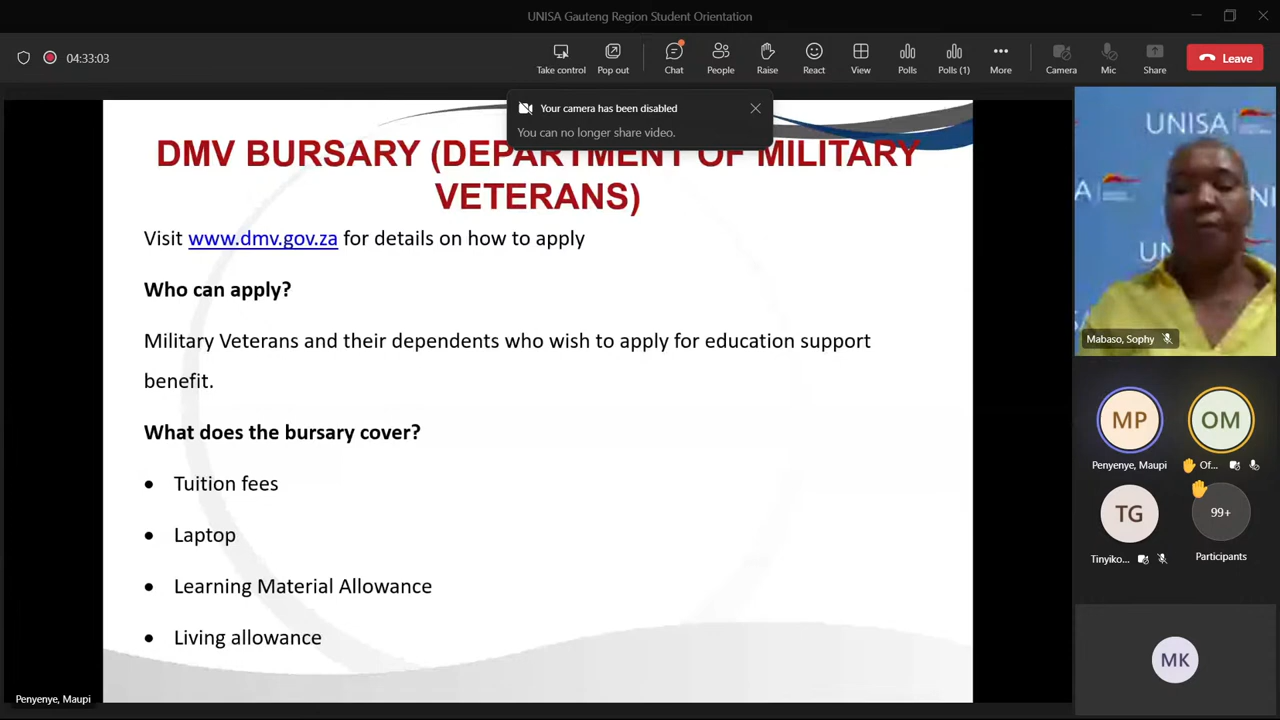 UNISA Gauteng Region Student Orientation
04:33:03
Take control
Pop out
Chat
People
Raise
React
View
Polls
Polls (1)
More
Camera
Mic
Share
Leave
Your camera has been disabled
You can no longer share video.
DMV BURSARY (DEPARTMENT OF MILITARY
VETERANS)
Visit www.dmv.gov.za for details on how to apply
Who can apply?
Military Veterans and their dependents who wish to apply for education support
benefit.
What does the bursary cover?
• Tuition fees
• Laptop
• Learning Material Allowance
• Living allowance
Penyenye, Maupi
UNISA
A
NI
UN
Mabaso, Sophy
MP
OM
Penyenye, Maupi
Of...
TG
99+
Tinyiko...
Participants
MK